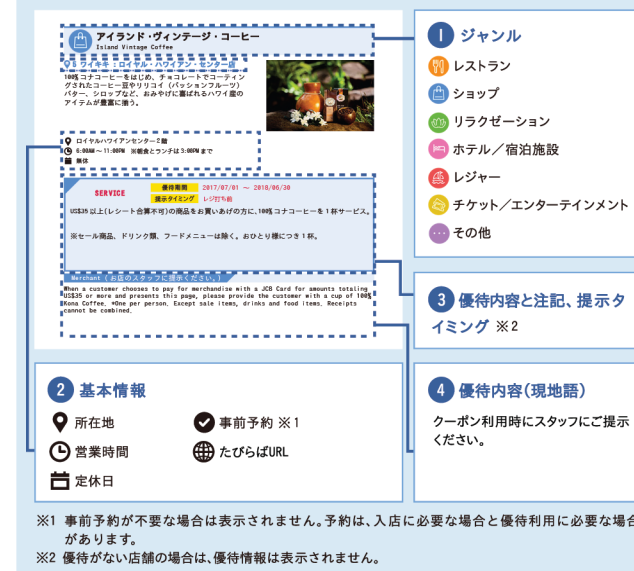 アイランド・ヴィンテージ・コーヒー
Island Vintage Coffee
B ワイキキ：ロイヤル・ハワイアン・センター店
100%コナコーヒーをはじめ、チョコレートでコーティン
グされたコーヒー豆やリリコイ（パッションフルーツ）
バター、シロップなど、おみやげに喜ばれるハワイ産の
アイテムが豊富に揃う。
ロイヤルハワイアンセンター2階
6:00AM～11:00PM ※朝食とランチは3:00PMまで
無休
SERVICE
優待期間 2017/07/01 ～ 2018/06/30
提示タイミング レジ打ち前
US$35以上(レシート合算不可)の商品をお買いあげの方に、100%コナコーヒーを1杯サービス。
※セール商品、ドリンク類、フードメニューは除く。おひとり様につき1杯。
Merchant（お店のスタッフに提示ください。）
When a customer chooses to pay for merchandise with a JCB Card for amounts totaling
US$35 or more and presents this page, please provide the customer with a cup of 100%
Kona Coffee. *One per person. Except sale items, drinks and food items. Receipts
cannot be combined.
1 ジャンル
レストラン
ショップ
リラクゼーション
ホテル／宿泊施設
レジャー
チケット／エンターテインメント
その他
3 優待内容と注記、提示タ
イミング ※2
2 基本情報
所在地
営業時間
定休日
事前予約 ※1
たびらばURL
4 優待内容(現地語)
クーポン利用時にスタッフにご提示
ください。
※1 事前予約が不要な場合は表示されません。予約は、入店に必要な場合と優待利用に必要な場合
があります。
※2 優待がない店舗の場合は、優待情報は表示されません。